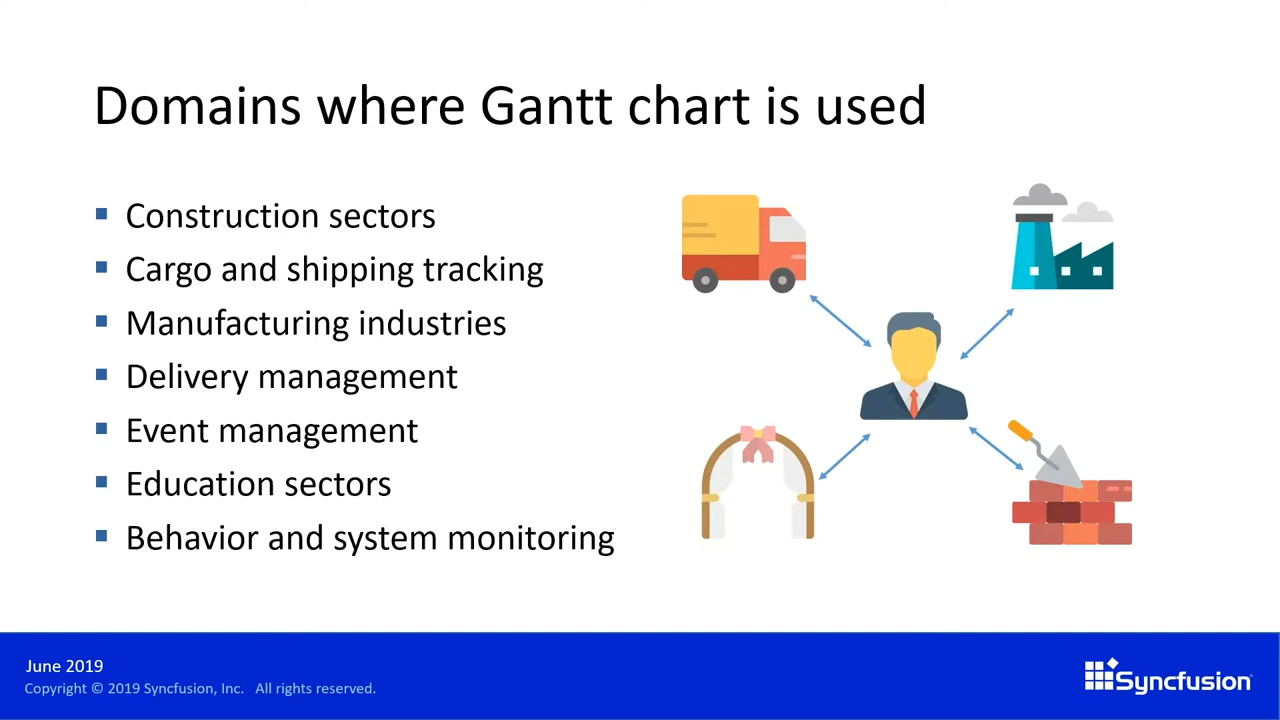 Domains where Gantt chart is used
Construction sectors
Cargo and shipping tracking
Manufacturing industries
Delivery management
Event management
Education sectors
Behavior and system monitoring
June 2019
Copyright © 2019 Syncfusion, Inc. All rights reserved.
Syncfusion